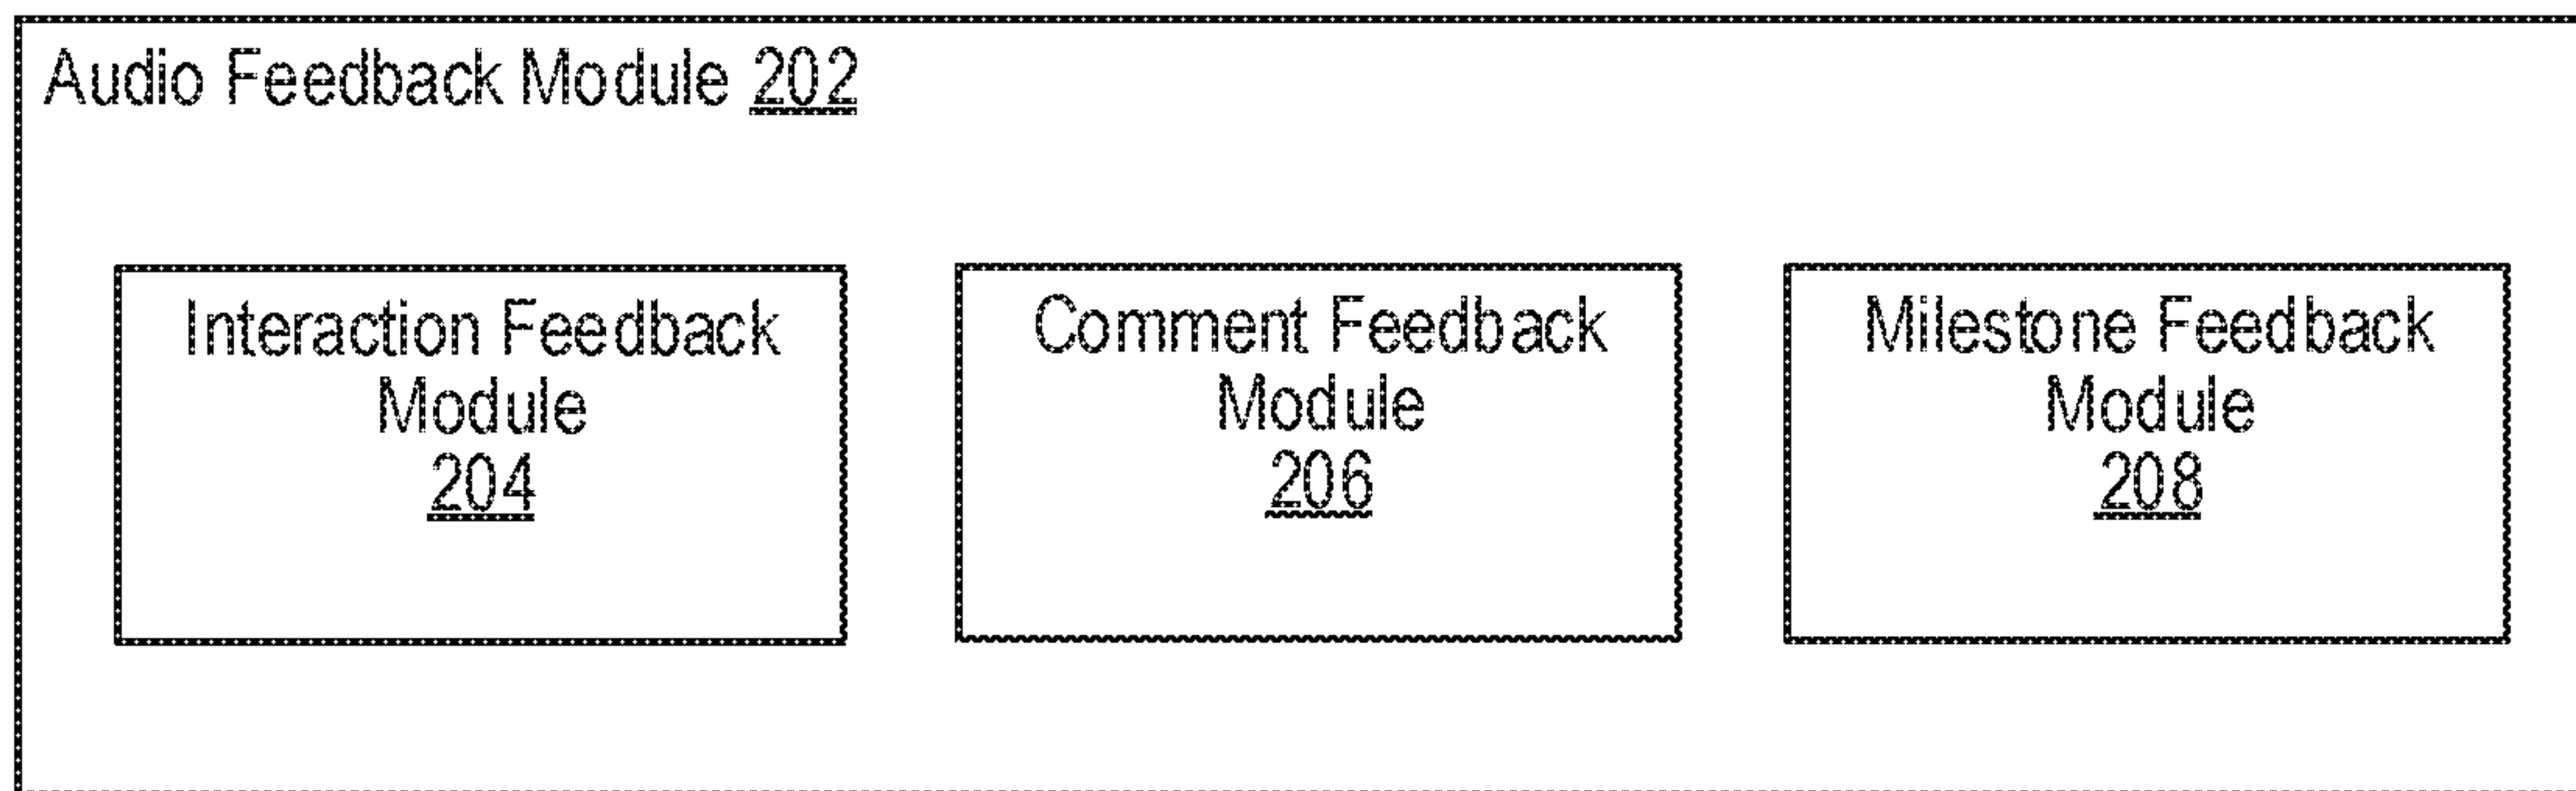 Audio Feedback Module 202
Interaction Feedback
Module
204
Comment Feedback
Module
206
Milestone Feedback
Module
208